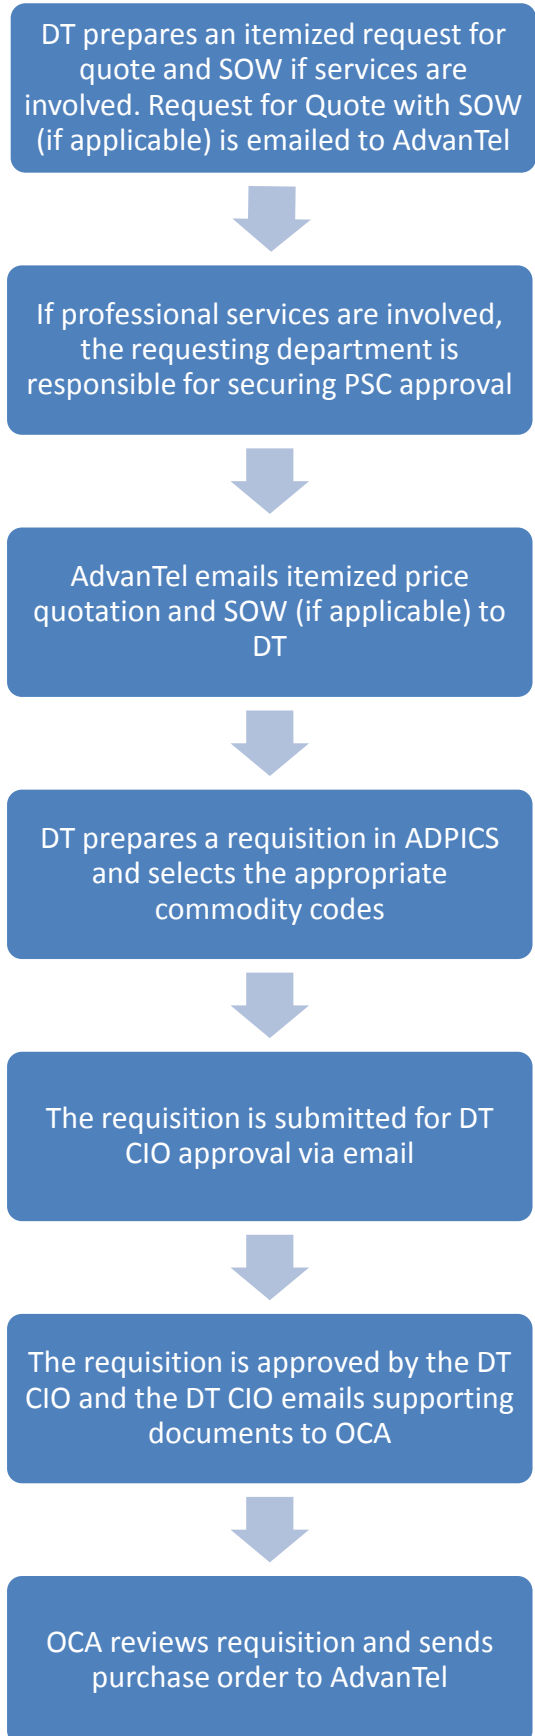 DT prepares an itemized request for
quote and SOW if services are
involved. Request for Quote with SOW
(if applicable) is emailed to AdvanTel
If professional services are involved,
the requesting department is
responsible for securing PSC approval
AdvanTel emails itemized price
quotation and SOW (if applicable) to
DT
DT prepares a requisition in ADPICS
and selects the appropriate
commodity codes
The requisition is submitted for DT
CIO approval via email
The requisition is approved by the DT
CIO and the DT CIO emails supporting
documents to OCA
OCA reviews requisition and sends
purchase order to AdvanTel